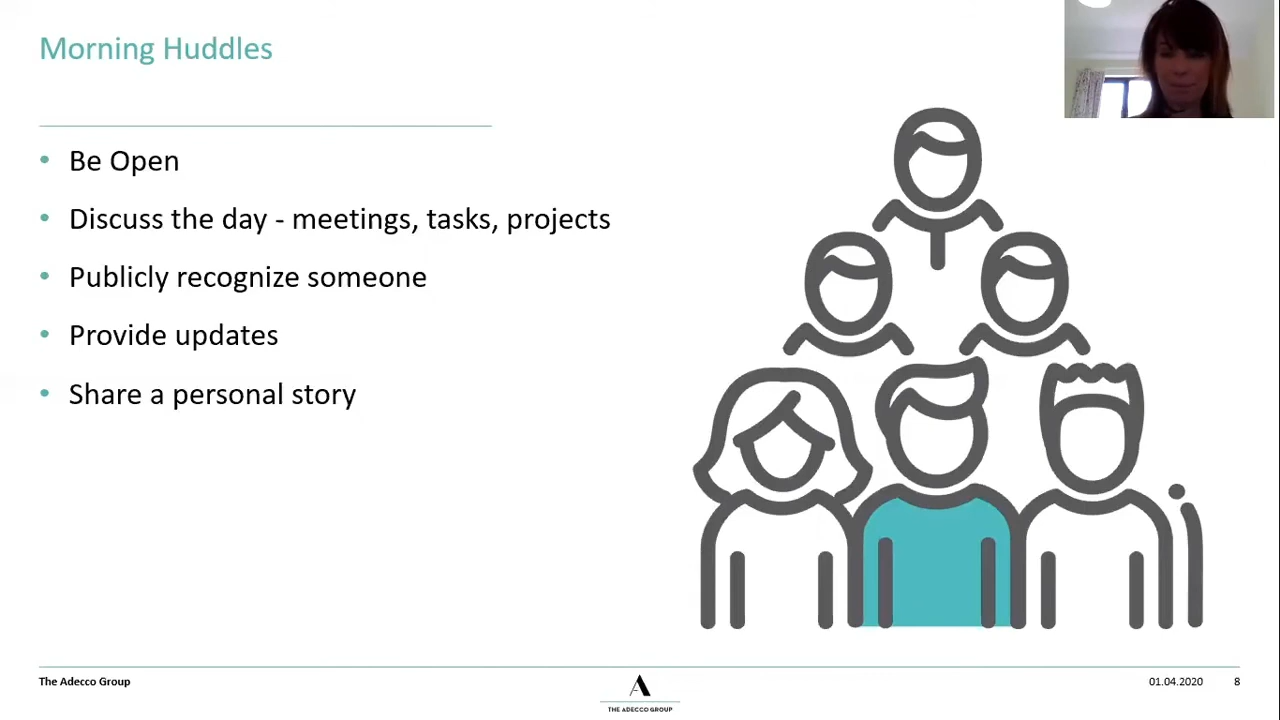 Morning Huddles
• Be Open
• Discuss the day - meetings, tasks, projects
• Publicly recognize someone
• Provide updates
• Share a personal story
The Adecco Group
THE ADECCO GROUP
01.04.2020
8